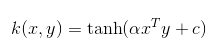 k(x, y) = tanh(αx^T y + c)